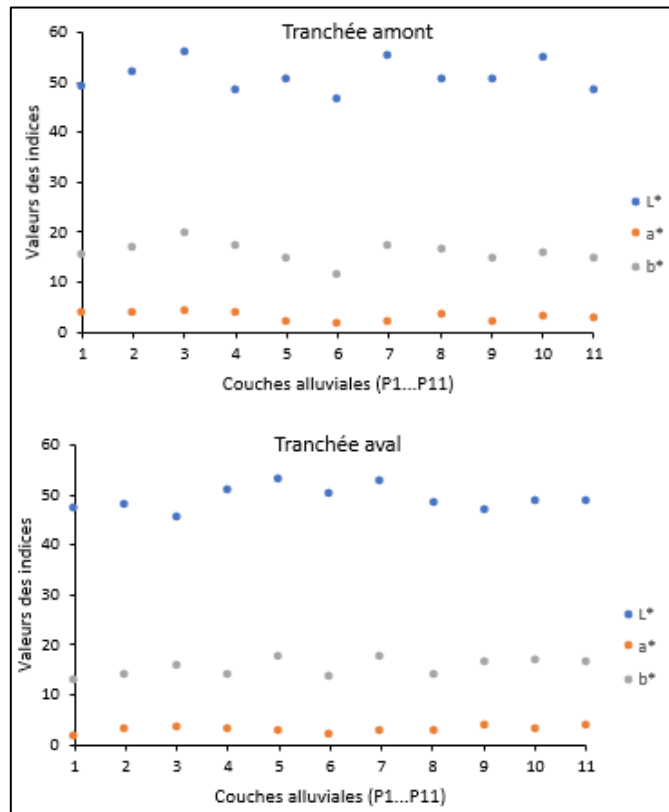 Tranchée amont
60
50
40
30
20
10
0
Valeurs des indices
1 2 3 4 5 6 7 8 9 10 11
Couches alluviales (P1...P11)
L*
a*
b*
Tranchée aval
60
50
40
30
20
10
0
Valeurs des indices
1 2 3 4 5 6 7 8 9 10 11
Couches alluviales (P1...P11)
L*
a*
b*